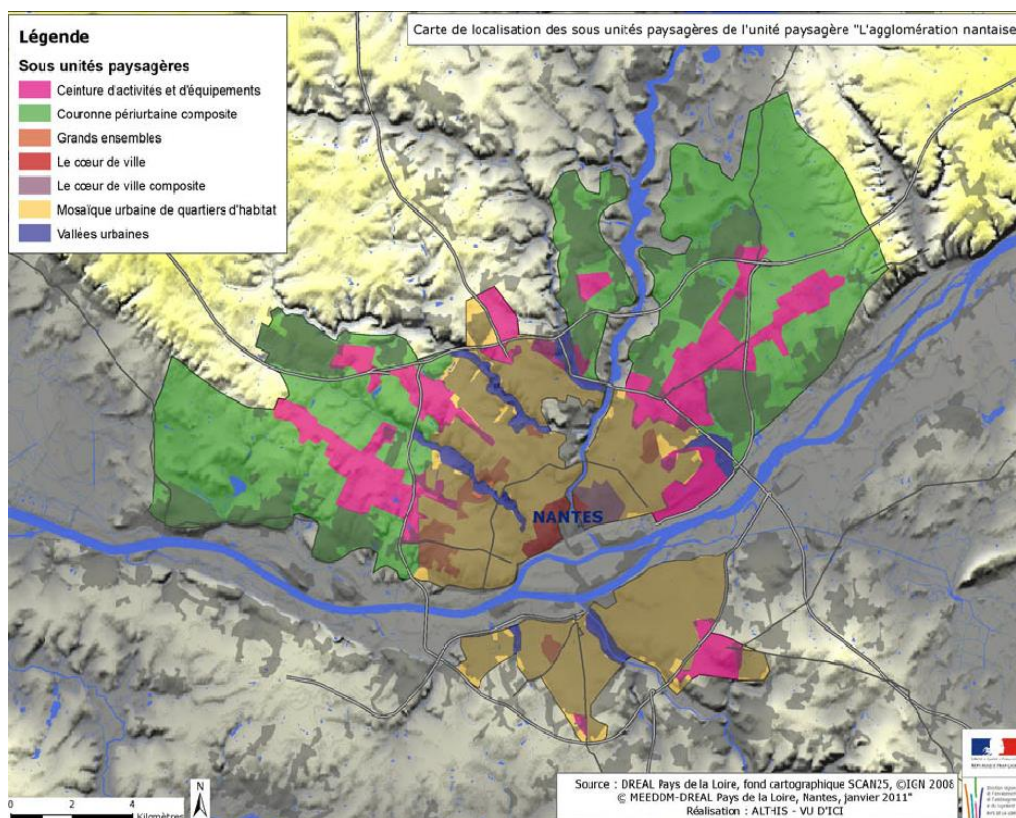 Carte de localisation des sous unités paysagères de l'unité paysagère "L'agglomération nantaise
Légende
Sous unités paysagères
Ceinture d'activités et d'équipements
Couronne périurbaine composite
Grands ensembles
Le cœur de ville
Le cœur de ville composite
Mosaïque urbaine de quartiers d'habitat
Vallées urbaines
NANTES
0 2 4
Kilomètres
N
Source : DREAL Pays de la Loire, fond cartographique SCAN25, ©IGN 2008
© MEEDDM-DREAL Pays de la Loire, Nantes, janvier 2011"
Réalisation : ALTHIS - VU D'ICI
RÉPUBLIQUE FRANÇAISE